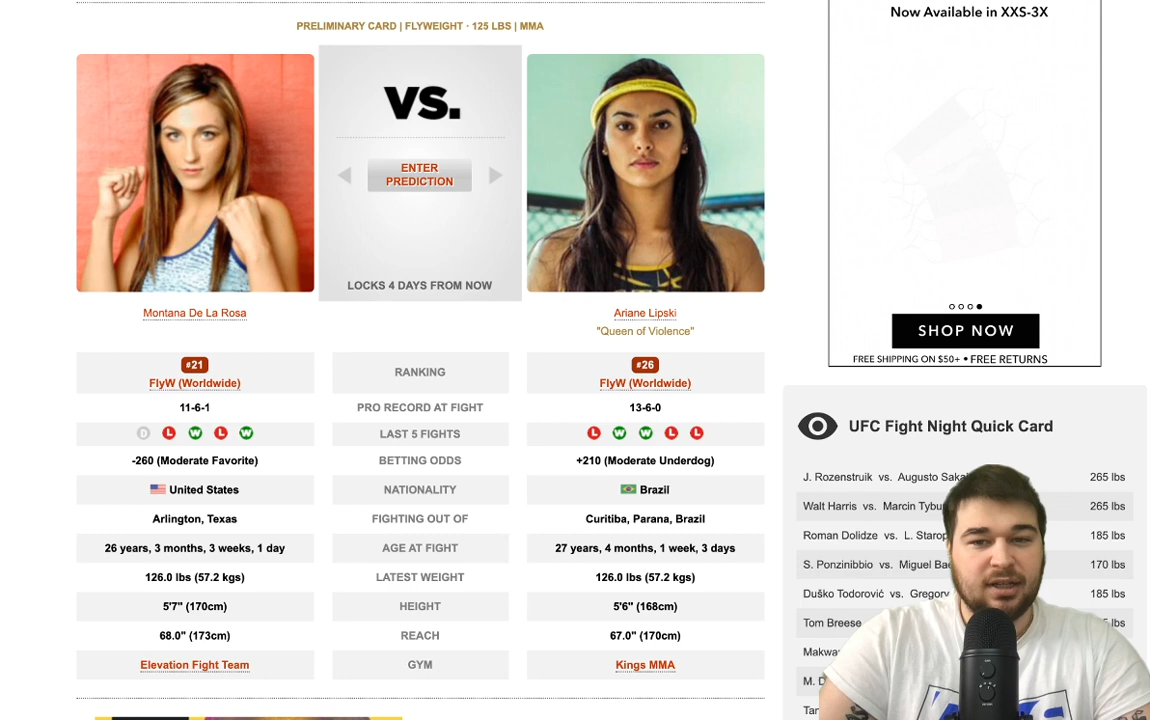 PRELIMINARY CARD | FLYWEIGHT · 125 LBS | MMA
VS.
ENTER
PREDICTION
LOCKS 4 DAYS FROM NOW
Montana De La Rosa
Ariane Lipski
"Queen of Violence"
#21
FlyW (Worldwide)
RANKING
#26
FlyW (Worldwide)
11-6-1
PRO RECORD AT FIGHT
13-6-0
D L W L W
LAST 5 FIGHTS
L W W L L
-260 (Moderate Favorite)
BETTING ODDS
+210 (Moderate Underdog)
United States
NATIONALITY
Brazil
Arlington, Texas
FIGHTING OUT OF
Curitiba, Parana, Brazil
26 years, 3 months, 3 weeks, 1 day
AGE AT FIGHT
27 years, 4 months, 1 week, 3 days
126.0 lbs (57.2 kgs)
LATEST WEIGHT
126.0 lbs (57.2 kgs)
5'7" (170cm)
HEIGHT
5'6" (168cm)
68.0" (173cm)
REACH
67.0" (170cm)
Elevation Fight Team
GYM
Kings MMA
Now Available in XXS-3X
SHOP NOW
FREE SHIPPING ON $50+ • FREE RETURNS
UFC Fight Night Quick Card
J. Rozenstruik vs. Augusto Sakai 265 lbs
Walt Harris vs. Marcin Tybu 265 lbs
Roman Dolidze vs. L. Starop 185 lbs
S. Ponzinibbio vs. Miguel Bae 170 lbs
Duško Todorović vs. Gregory 185 lbs
Tom Breese lbs
Makwa
M. D
Tan